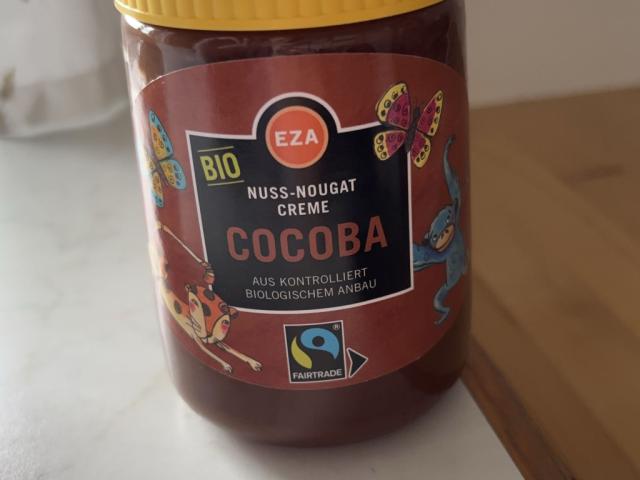 EZA
BIO
NUSS-NOUGAT
CREME
COCOBA
AUS KONTROLLIERT
BIOLOGISCHEM ANBAU
®
FAIRTRADE